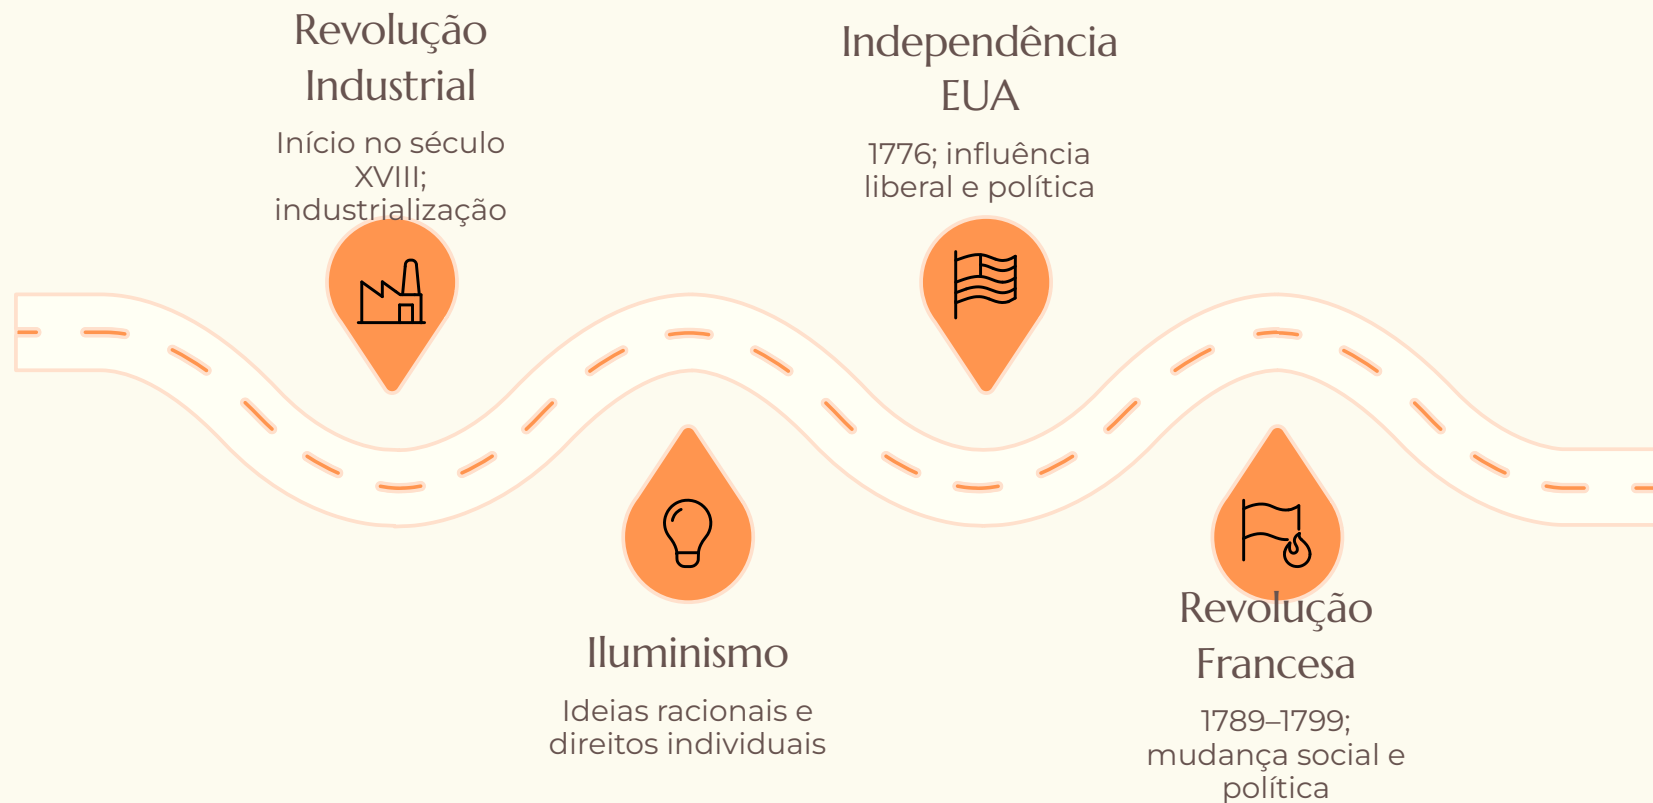 Revolução
Industrial
Início no século
XVIII;
industrialização
Iluminismo
Ideias racionais e
direitos individuais
Independência
EUA
1776; influência
liberal e política
Revolução
Francesa
1789–1799;
mudança social e
política